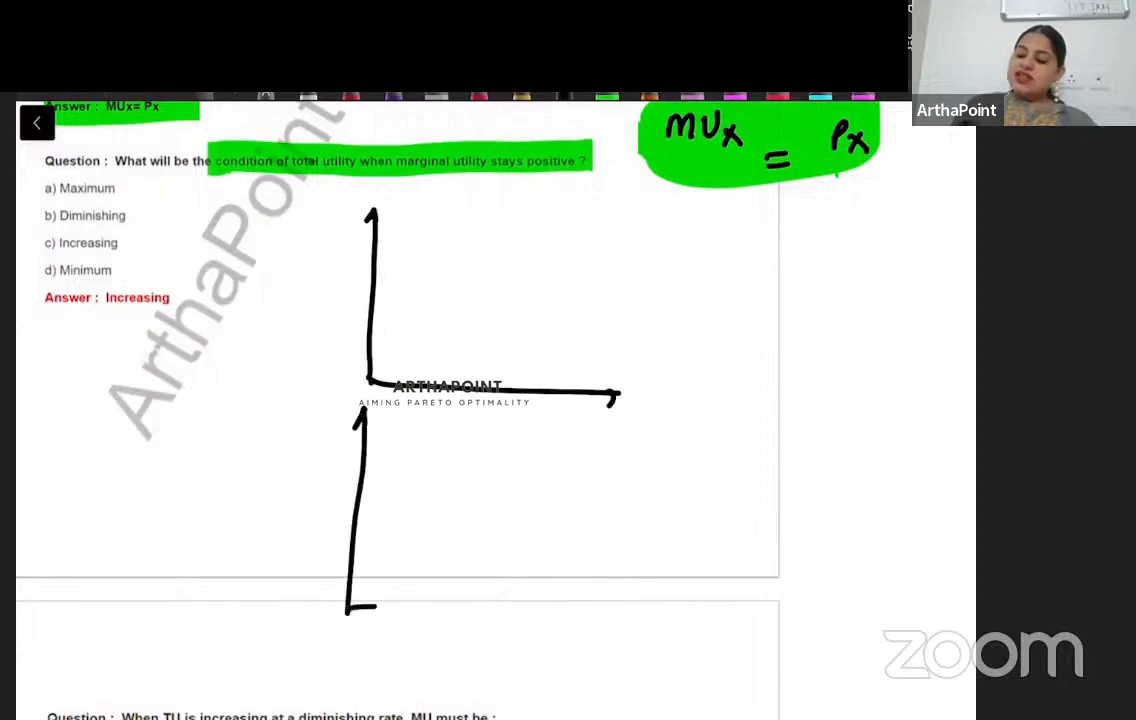 Answer : MUx= Px
MUx = Px
ArthaPoint
Question : What will be the condition of total utility when marginal utility stays positive ?
a) Maximum
b) Diminishing
c) Increasing
d) Minimum
Answer : Increasing
ArthaPoint
ARTHAPOINT
AIMING PARETO OPTIMALITY
zoom
Question : When TU is increasing at a diminishing rate, MU must be :